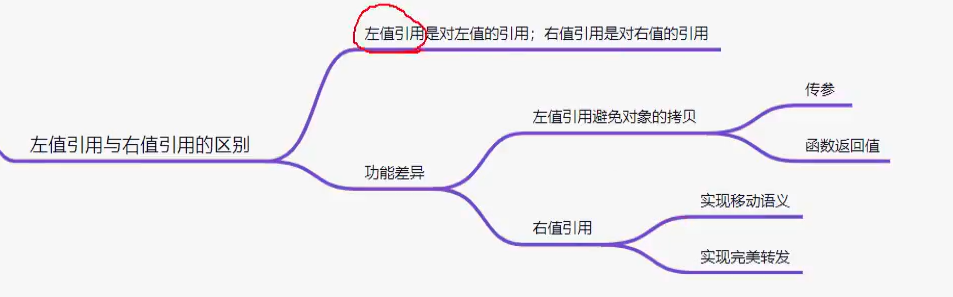 左值引用是对左值的引用；右值引用是对右值的引用
传参
左值引用避免对象的拷贝
左值引用与右值引用的区别
函数返回值
功能差异
实现移动语义
右值引用
实现完美转发